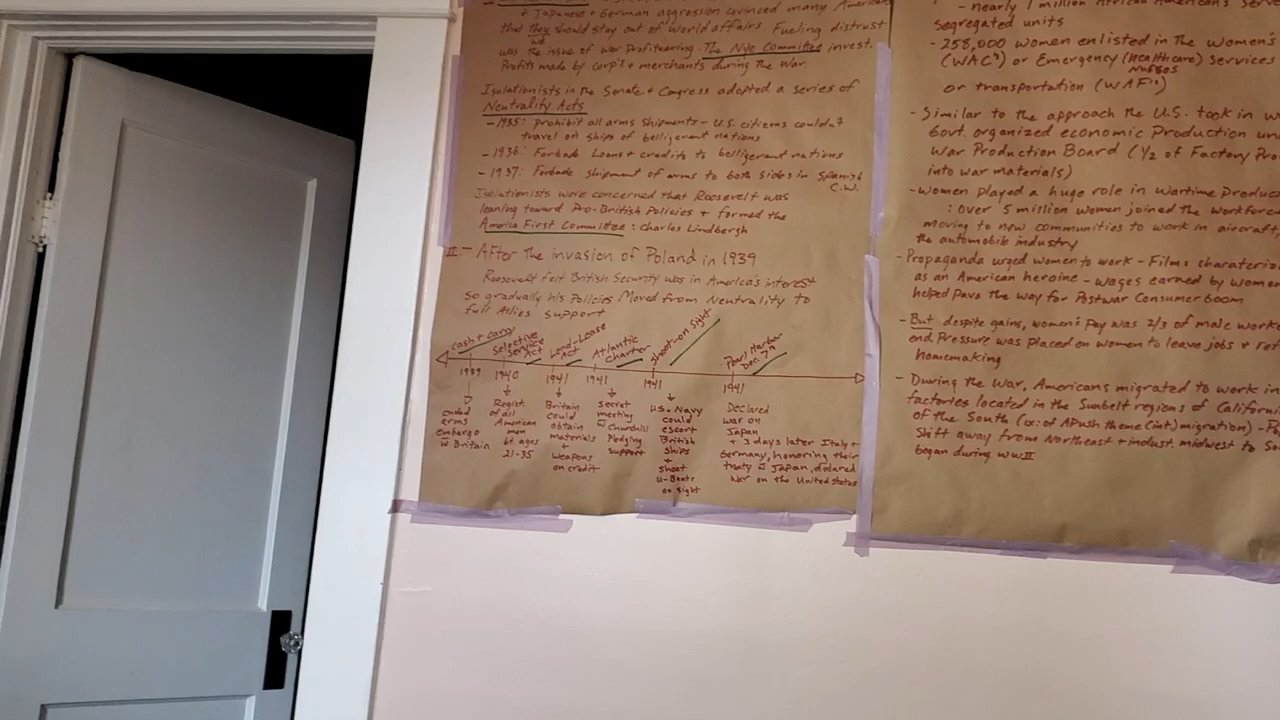 + Japanese + German aggression convinced many American
that they should stay out of world affairs. Fueling distrust
was the issue of war Profiteering. The Nye Committee invest.
Profits made by corp's + merchants during the War.
Isolationists in the Senate + Congress adopted a series of
Neutrality Acts
- 1935: Prohibit all arms shipments - U.S. citizens couldn't
travel on ships of belligerent nations
- 1936: Forbade Loans + credits to belligerent nations
- 1937: Forbade shipment of arms to both sides in Spanish
C.W.
Isolationists were concerned that Roosevelt was
leaning toward Pro-British Policies + formed the
America First Committee: Charles Lindbergh
II - After the invasion of Poland in 1939
Roosevelt felt British Security was in America's interest
so gradually his Policies Moved from Neutrality to
full Allies support
cash + carry
Selective
Service
Act
Lend-Lease
Act
Atlantic
Charter
shoot-on sight
Pearl Harbor
Dec. 7th
1939
1940
1941
1941
1941
1941
ended
arms
embargo
w Britain
Regist.
of all
American
men
bt. ages
21-35
Britain
could
obtain
materials
+
weapons
on credit
secret
meeting
w Churchill
Pledging
support
U.S. Navy
could
escort
British
Ships
+
shoot
U-Boats
on sight
Declared
war on
Japan
+ 3 days later Italy +
Germany, honoring their
treaty w Japan, declared
war on the United States
- nearly 1 million African American's serv
segregated units
- 258,000 women enlisted in the Women's
(WAC's) or Emergency (healthcare) Services
Nurses
or transportation (WAF's)
- Similar to the approach the U.S. took in w
Govt. organized economic Production un
War Production Board (1/2 of Factory Pro
into war materials)
- Women played a huge role in wartime Produc
: Over 5 million women joined the workforc
moving to new communities to work in aircraft
the automobile industry
- Propaganda urged women to work - Films charateriz
as an American heroine - wages earned by women
helped Pave the way for Postwar Consumer boom
- But despite gains, women's Pay was 2/3 of male work
end. Pressure was placed on women to leave jobs + ret
homemaking
- During the War, Americans migrated to work in
factories located in the Sunbelt regions of Californi
of the South (ex: of APush theme (int.) migration) - Po
Shift away from Northeast + indust. midwest to So
began during WWII